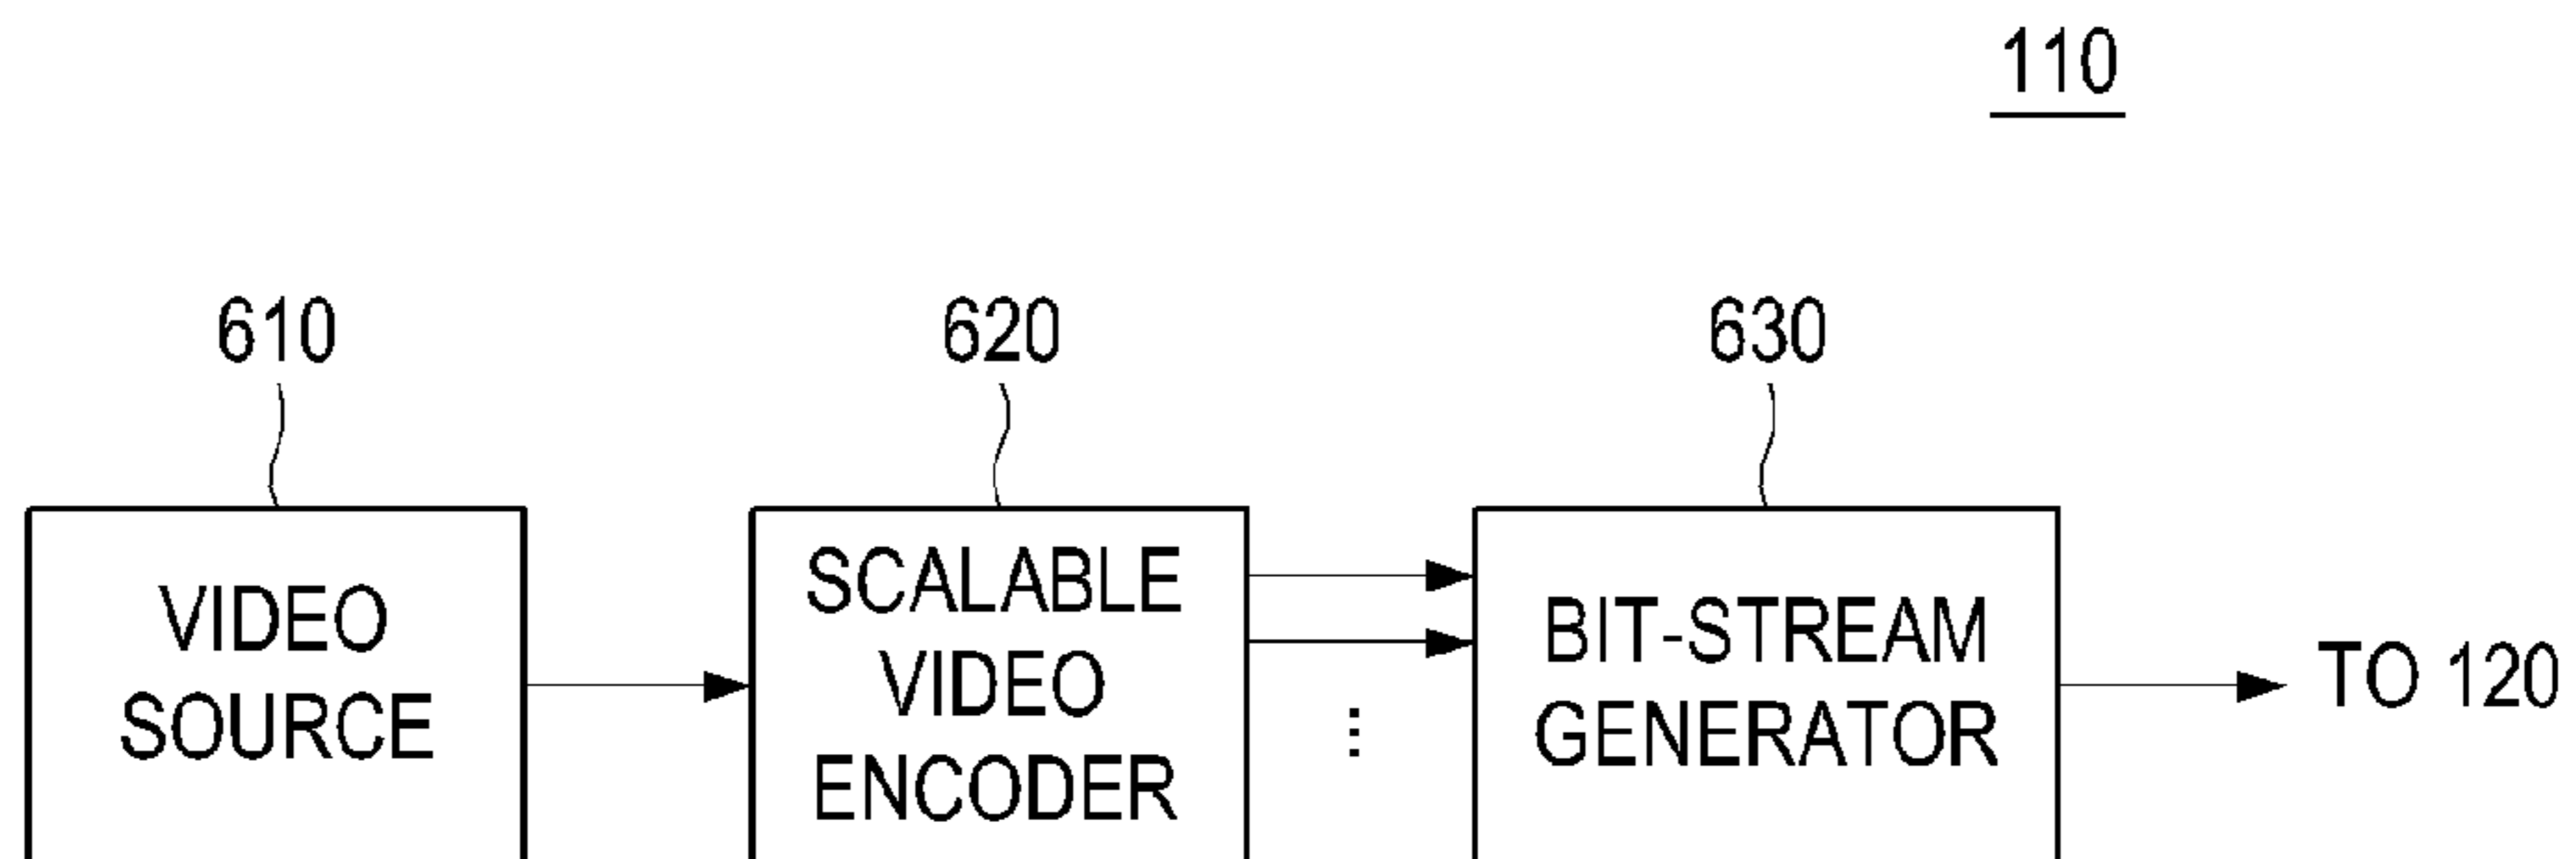 110
610
620
630
VIDEO
SOURCE
SCALABLE
VIDEO
ENCODER
BIT-STREAM
GENERATOR
TO 120